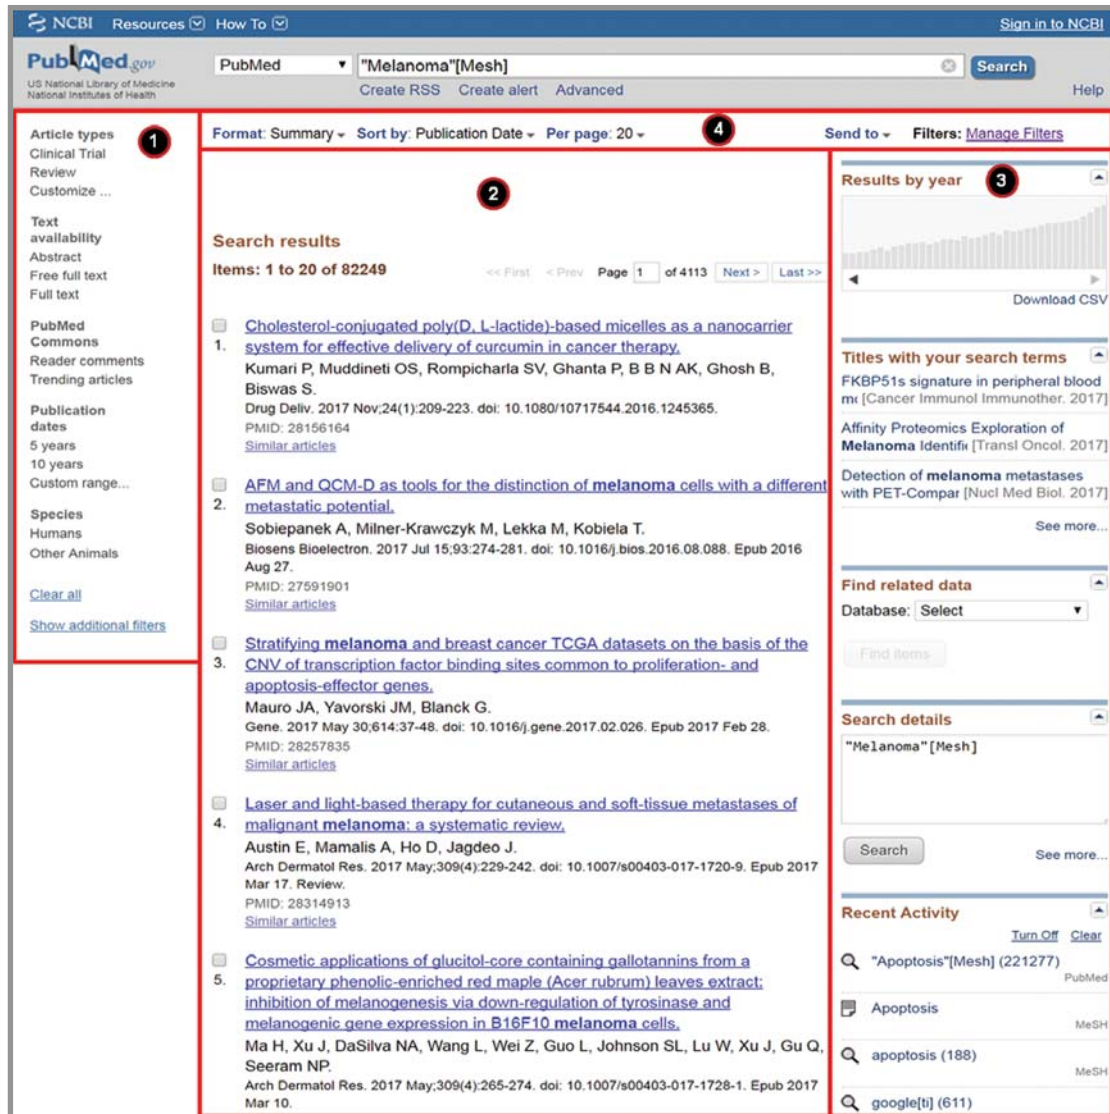 NCBI Resources How To Sign in to NCBI
PubMed.gov
US National Library of Medicine
National Institutes of Health
PubMed "Melanoma"[Mesh] Search
Create RSS Create alert Advanced Help
1
Article types
Clinical Trial
Review
Customize ...
Text
availability
Abstract
Free full text
Full text
PubMed
Commons
Reader comments
Trending articles
Publication
dates
5 years
10 years
Custom range...
Species
Humans
Other Animals
Clear all
Show additional filters
Format: Summary Sort by: Publication Date Per page: 20 4 Send to Filters: Manage Filters
2
Search results
Items: 1 to 20 of 82249 << First < Prev Page 1 of 4113 Next > Last >>
1. Cholesterol-conjugated poly(D, L-lactide)-based micelles as a nanocarrier
system for effective delivery of curcumin in cancer therapy.
Kumari P, Muddineti OS, Rompicharla SV, Ghanta P, B B N AK, Ghosh B,
Biswas S.
Drug Deliv. 2017 Nov;24(1):209-223. doi: 10.1080/10717544.2016.1245365.
PMID: 28156164
Similar articles
2. AFM and QCM-D as tools for the distinction of melanoma cells with a different
metastatic potential.
Sobiepanek A, Milner-Krawczyk M, Lekka M, Kobiela T.
Biosens Bioelectron. 2017 Jul 15;93:274-281. doi: 10.1016/j.bios.2016.08.088. Epub 2016
Aug 27.
PMID: 27591901
Similar articles
3. Stratifying melanoma and breast cancer TCGA datasets on the basis of the
CNV of transcription factor binding sites common to proliferation- and
apoptosis-effector genes.
Mauro JA, Yavorski JM, Blanck G.
Gene. 2017 May 30;614:37-48. doi: 10.1016/j.gene.2017.02.026. Epub 2017 Feb 28.
PMID: 28257835
Similar articles
4. Laser and light-based therapy for cutaneous and soft-tissue metastases of
malignant melanoma: a systematic review.
Austin E, Mamalis A, Ho D, Jagdeo J.
Arch Dermatol Res. 2017 May;309(4):229-242. doi: 10.1007/s00403-017-1720-9. Epub 2017
Mar 17. Review.
PMID: 28314913
Similar articles
5. Cosmetic applications of glucitol-core containing gallotannins from a
proprietary phenolic-enriched red maple (Acer rubrum) leaves extract:
inhibition of melanogenesis via down-regulation of tyrosinase and
melanogenic gene expression in B16F10 melanoma cells.
Ma H, Xu J, DaSilva NA, Wang L, Wei Z, Guo L, Johnson SL, Lu W, Xu J, Gu Q,
Seeram NP.
Arch Dermatol Res. 2017 May;309(4):265-274. doi: 10.1007/s00403-017-1728-1. Epub 2017
Mar 10.
Results by year 3
Download CSV
Titles with your search terms
FKBP51s signature in peripheral blood
mc [Cancer Immunol Immunother. 2017]
Affinity Proteomics Exploration of
Melanoma Identifi [Transl Oncol. 2017]
Detection of melanoma metastases
with PET-Compar [Nucl Med Biol. 2017]
See more...
Find related data
Database: Select
Find items
Search details
"Melanoma"[Mesh]
Search See more...
Recent Activity
Turn Off Clear
"Apoptosis"[Mesh] (221277)
PubMed
Apoptosis
MeSH
apoptosis (188)
MeSH
google[ti] (611)